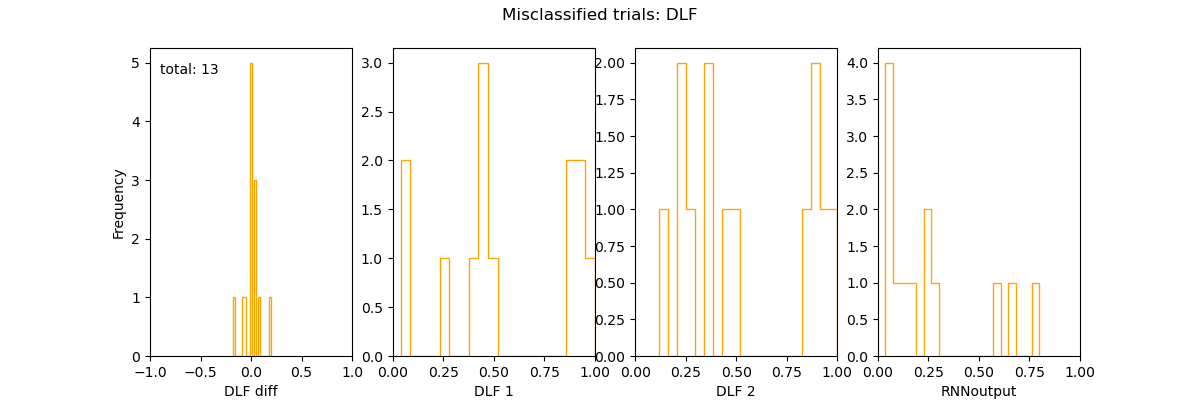 Misclassified trials: DLF
total: 13
Frequency
5
4
3
2
1
0
−1.0 −0.5 0.0 0.5 1.0
DLF diff
3.0
2.5
2.0
1.5
1.0
0.5
0.0
0.00 0.25 0.50 0.75 1.00
DLF 1
2.00
1.75
1.50
1.25
1.00
0.75
0.50
0.25
0.00
0.00 0.25 0.50 0.75 1.00
DLF 2
4.0
3.5
3.0
2.5
2.0
1.5
1.0
0.5
0.0
0.00 0.25 0.50 0.75 1.00
RNNoutput